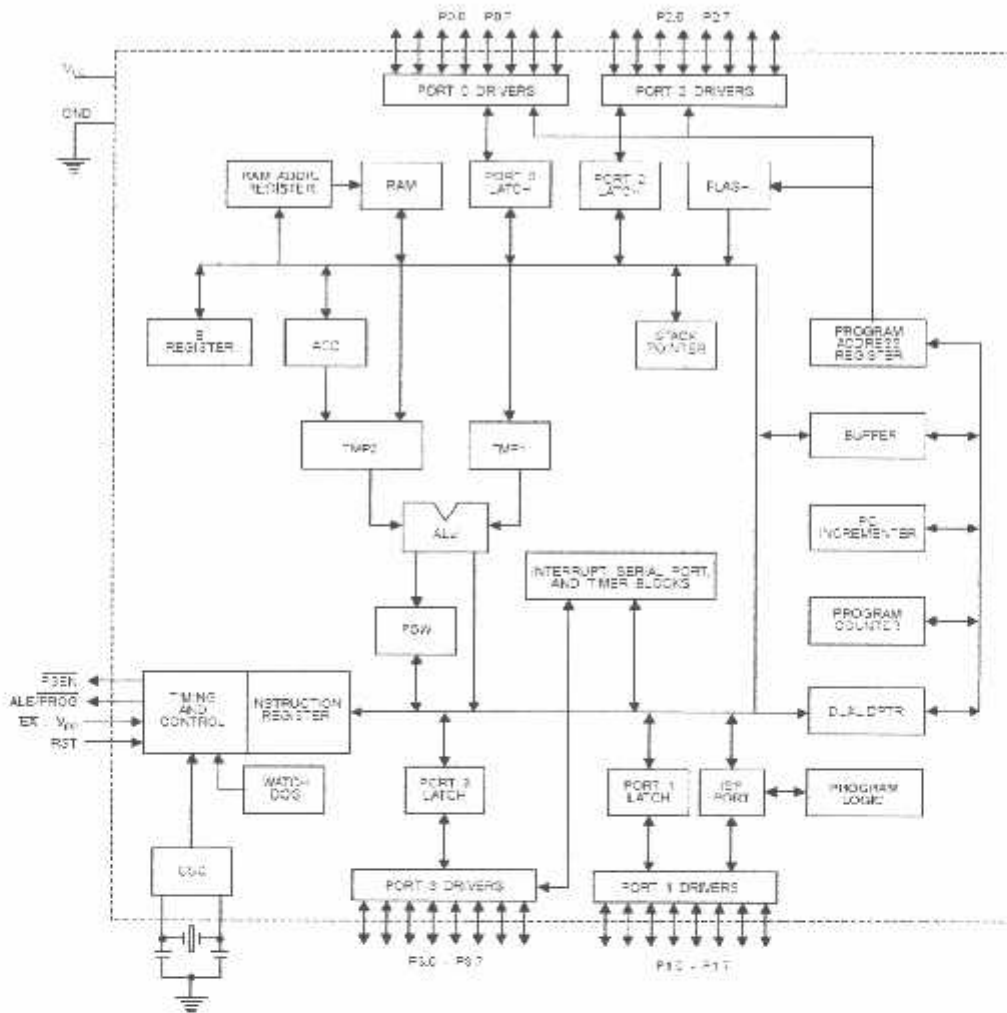 P0.0 - P0.7
P2.0 - P2.7
VCC
GND
PORT 0 DRIVERS
PORT 2 DRIVERS
RAM ADDR.
REGISTER
RAM
PORT 0
LATCH
PORT 2
LATCH
FLASH
B
REGISTER
ACC
STACK
POINTER
PROGRAM
ADDRESS
REGISTER
TMP2
TMP1
BUFFER
ALU
PC
INCREMENTER
INTERRUPT, SERIAL PORT,
AND TIMER BLOCKS
PSW
PROGRAM
COUNTER
PSEN
ALE/PROG
EA / VPP
RST
TIMING
AND
CONTROL
INSTRUCTION
REGISTER
DUAL DPTR
WATCH
DOG
PORT 3
LATCH
PORT 1
LATCH
ISP
PORT
PROGRAM
LOGIC
OSC
PORT 3 DRIVERS
PORT 1 DRIVERS
P3.0 - P3.7
P1.0 - P1.7